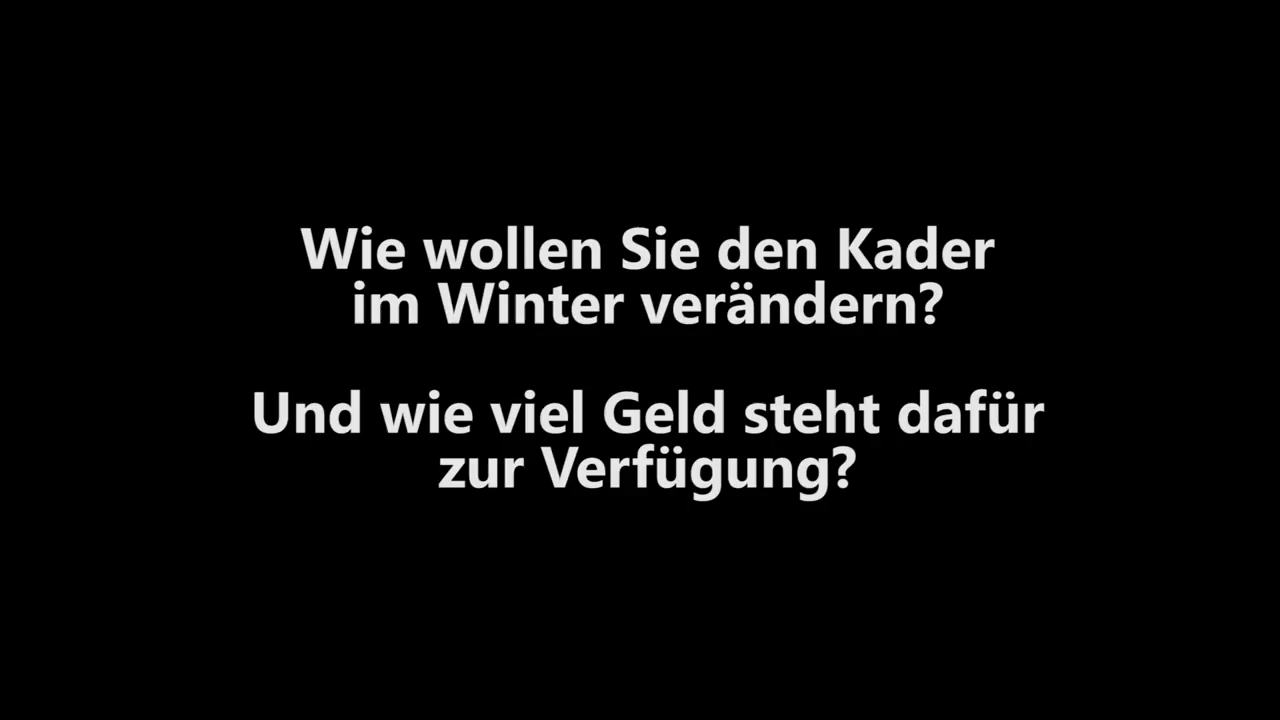 Wie wollen Sie den Kader
im Winter verändern?
Und wie viel Geld steht dafür
zur Verfügung?